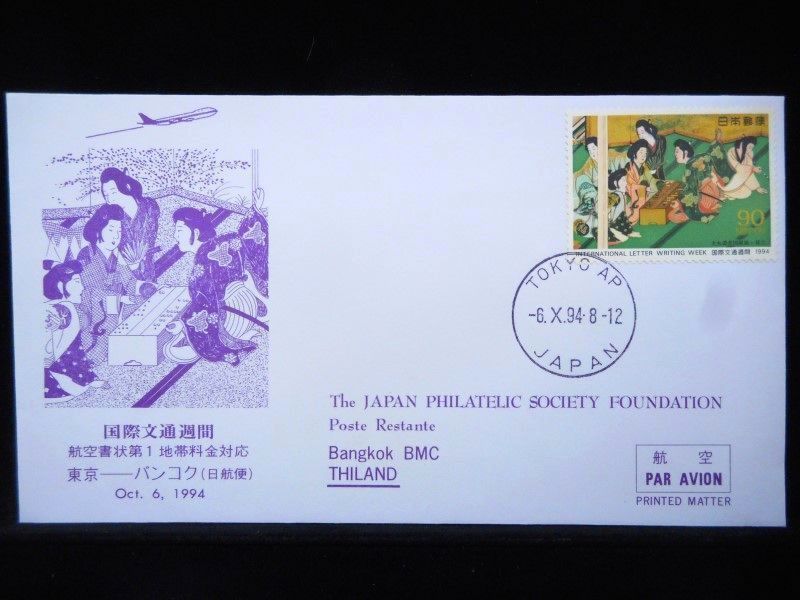 日本郵便
90
INTERNATIONAL LETTER WRITING WEEK 国際文通週間 1994
TOKYO AP
-6.X.94-8-12
JAPAN
国際文通週間
航空書状第1地帯料金対応
東京──バンコク(日航便)
Oct. 6, 1994
The JAPAN PHILATELIC SOCIETY FOUNDATION
Poste Restante
Bangkok BMC
THILAND
航空
PAR AVION
PRINTED MATTER